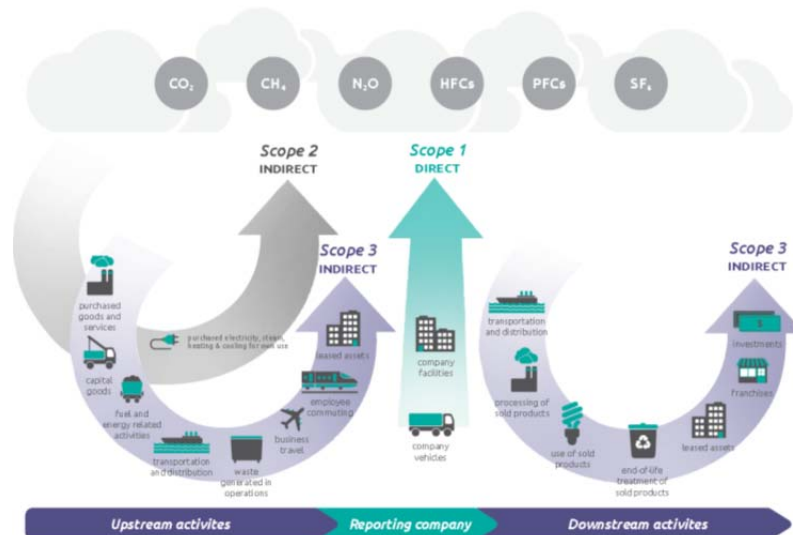 CO₂
CH₄
N₂O
HFCs
PFCs
SF₆
Scope 2
INDIRECT
Scope 1
DIRECT
Scope 3
INDIRECT
Scope 3
INDIRECT
purchased
goods and
services
capital
goods
fuel and
energy related
activities
transportation
and distribution
waste
generated in
operations
business
travel
employee
commuting
leased assets
purchased electricity, steam,
heating & cooling for own use
company
facilities
company
vehicles
transportation
and distribution
processing of
sold products
use of sold
products
end-of-life
treatment of
sold products
leased assets
franchises
investments
$
Upstream activites
Reporting company
Downstream activites